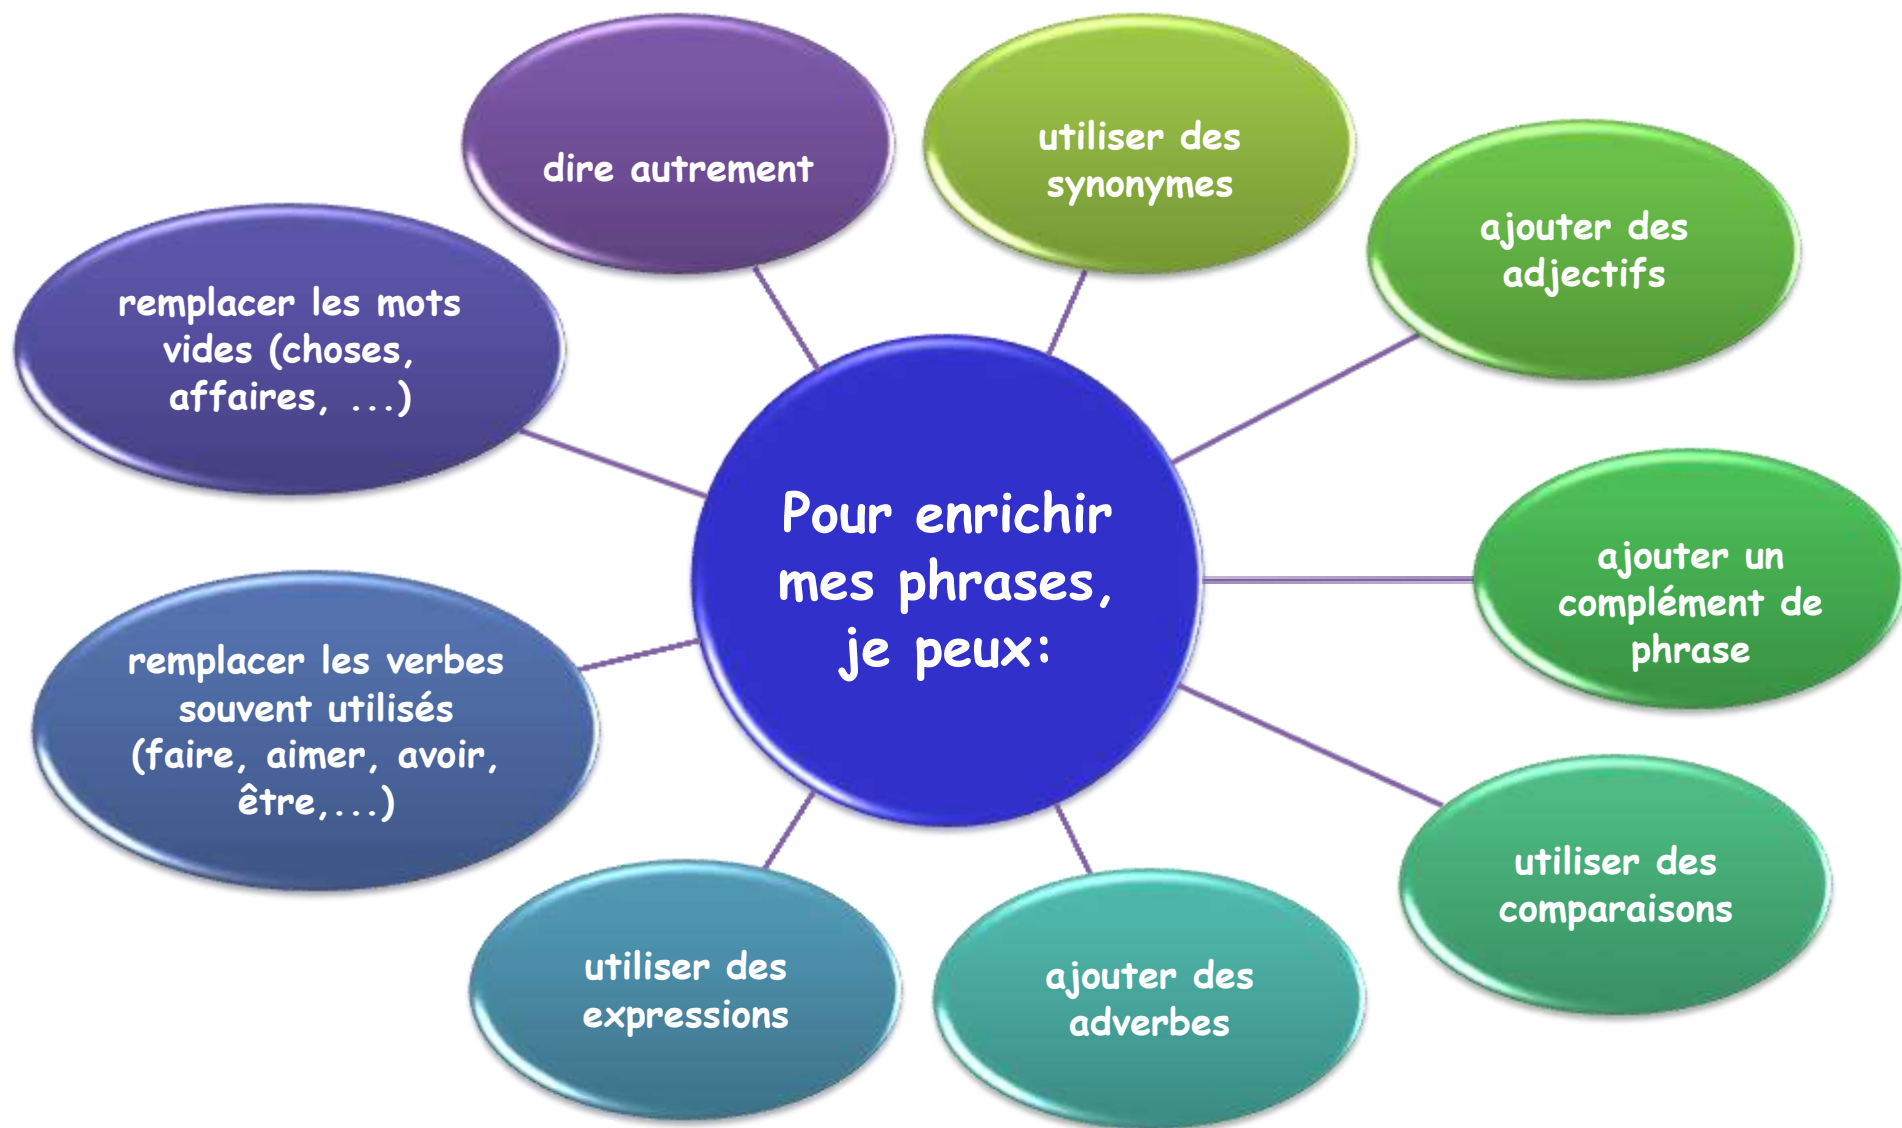 dire autrement
utiliser des
synonymes
ajouter des
adjectifs
remplacer les mots
vides (choses,
affaires, ...)
Pour enrichir
mes phrases,
je peux:
ajouter un
complément de
phrase
remplacer les verbes
souvent utilisés
(faire, aimer, avoir,
être,...)
utiliser des
comparaisons
utiliser des
expressions
ajouter des
adverbes